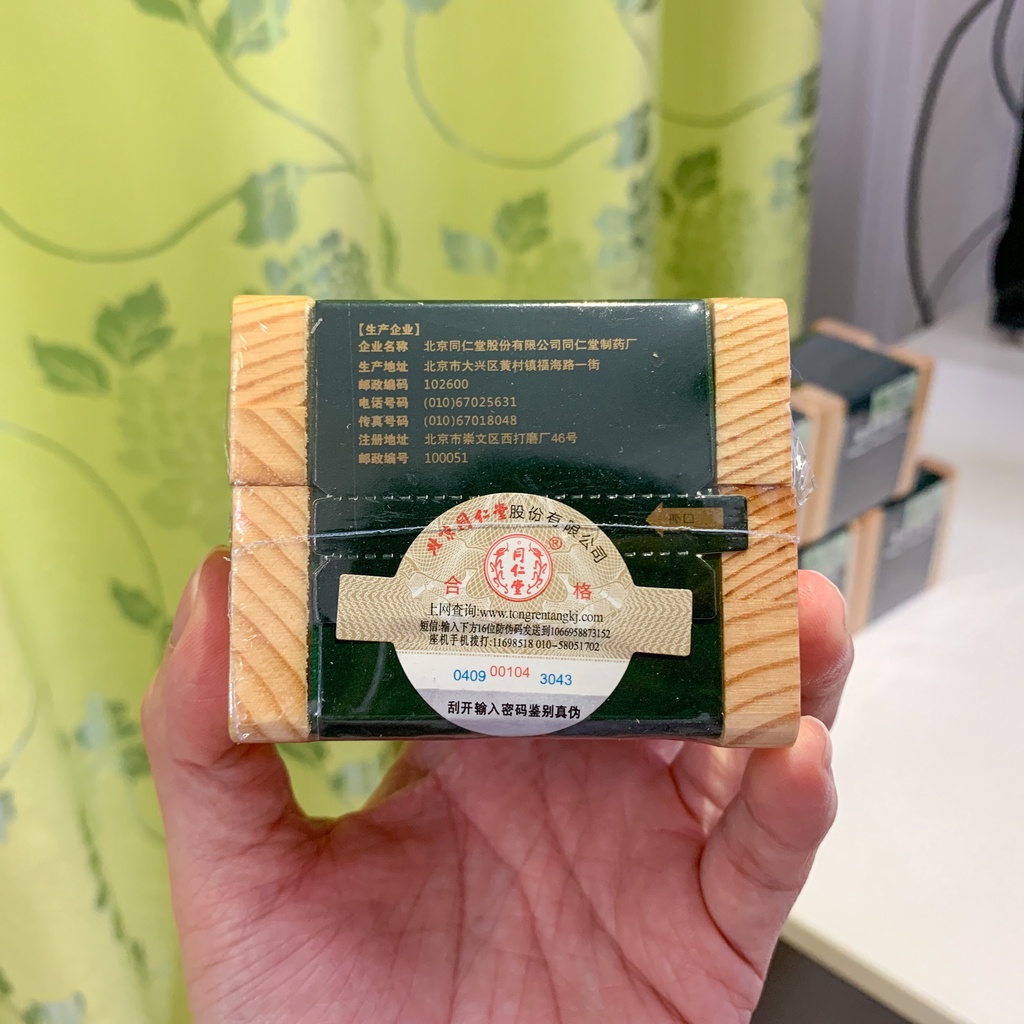 【生产企业】
企业名称 北京同仁堂股份有限公司同仁堂制药厂
生产地址 北京市大兴区黄村镇福海路一街
邮政编码 102600
电话号码 (010)67025631
传真号码 (010)67018048
注册地址 北京市崇文区西打磨厂46号
邮政编号 100051
撕口
北京同仁堂股份有限公司
®
同仁堂
合格
上网查询:www.tongrentangkj.com
短信:输入下方16位防伪码发送到1066958873152
座机手机拨打:11698518 010-58051702
0409 00104 3043
刮开输入密码鉴别真伪